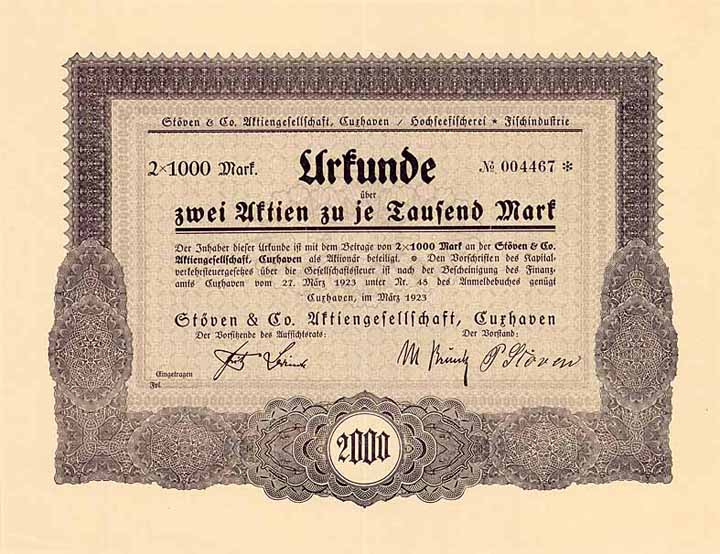 Stöven & Co. Aktiengesellschaft, Cuxhaven / Hochseefischerei * Fischindustrie
2×1000 Mark. Urkunde № 004467 *
über
zwei Aktien zu je Tausend Mark
Der Inhaber dieser Urkunde ist mit dem Betrage von 2×1000 Mark an der Stöven & Co.
Aktiengesellschaft, Cuxhaven als Aktionär beteiligt. * Den Vorschriften des Kapital-
verkehrsteuergesetzes über die Gesellschaftssteuer ist nach der Bescheinigung des Finanz-
amts Cuxhaven vom 27. März 1923 unter Nr. 48 des Anmeldebuches genügt
Cuxhaven, im März 1923
Stöven & Co. Aktiengesellschaft, Cuxhaven
Der Vorsitzende des Aufsichtsrats: Der Vorstand:
P. Stöven
Eingetragen
Fol.
2000